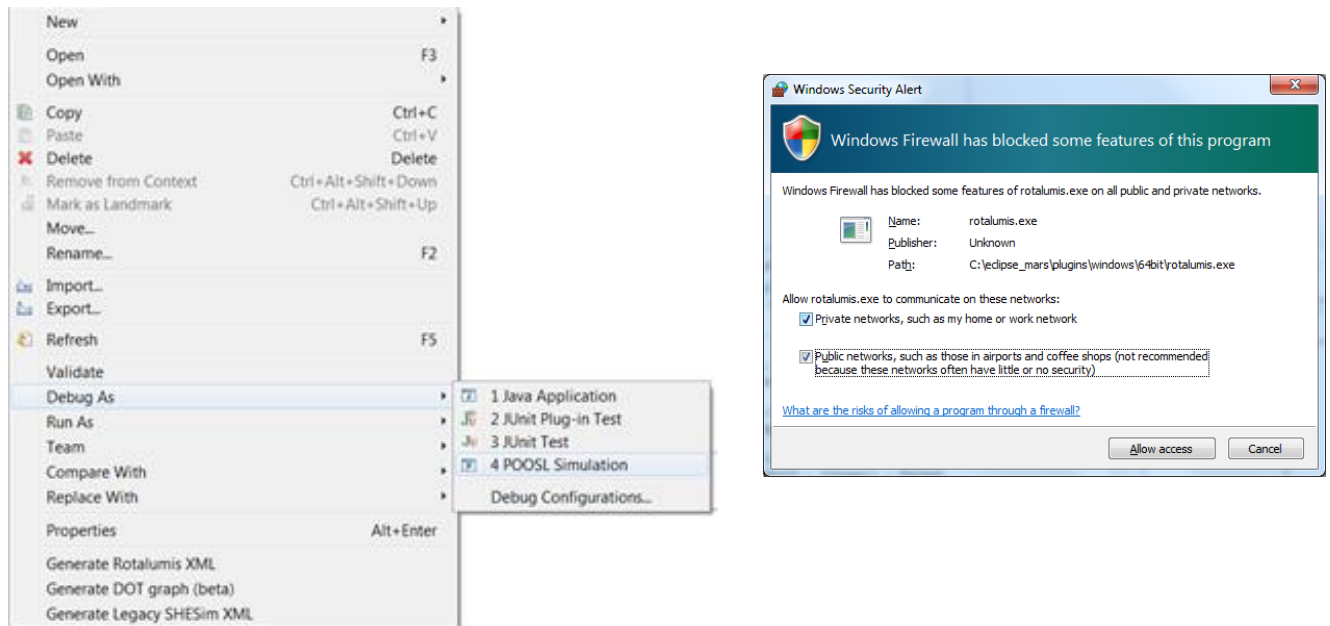 New
Open F3
Open With
Copy Ctrl+C
Paste Ctrl+V
Delete Delete
Remove from Context Ctrl+Alt+Shift+Down
Mark as Landmark Ctrl+Alt+Shift+Up
Move...
Rename... F2
Import...
Export...
Refresh F5
Validate
Debug As
1 Java Application
Run As
2 JUnit Plug-in Test
Team
3 JUnit Test
Compare With
4 POOSL Simulation
Replace With
Debug Configurations...
Properties Alt+Enter
Generate Rotalumis XML
Generate DOT graph (beta)
Generate Legacy SHESim XML
Windows Security Alert
Windows Firewall has blocked some features of this program
Windows Firewall has blocked some features of rotalumis.exe on all public and private networks.
Name: rotalumis.exe
Publisher: Unknown
Path: C:\eclipse_mars\plugins\windows\64bit\rotalumis.exe
Allow rotalumis.exe to communicate on these networks:
Private networks, such as my home or work network
Public networks, such as those in airports and coffee shops (not recommended
because these networks often have little or no security)
What are the risks of allowing a program through a firewall?
Allow access Cancel